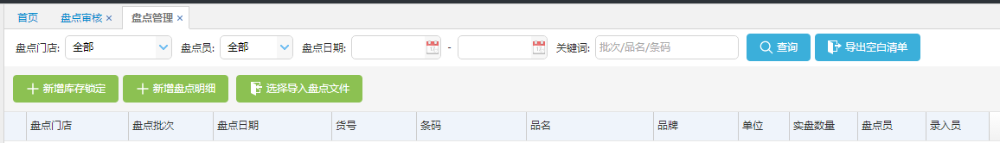 首页 盘点审核 × 盘点管理 ×
盘点门店: 全部 盘点员: 全部 盘点日期: - 关键词: 批次/品名/条码 查询 导出空白清单
新增库存锁定 新增盘点明细 选择导入盘点文件
盘点门店 盘点批次 盘点日期 货号 条码 品名 品牌 单位 实盘数量 盘点员 录入员